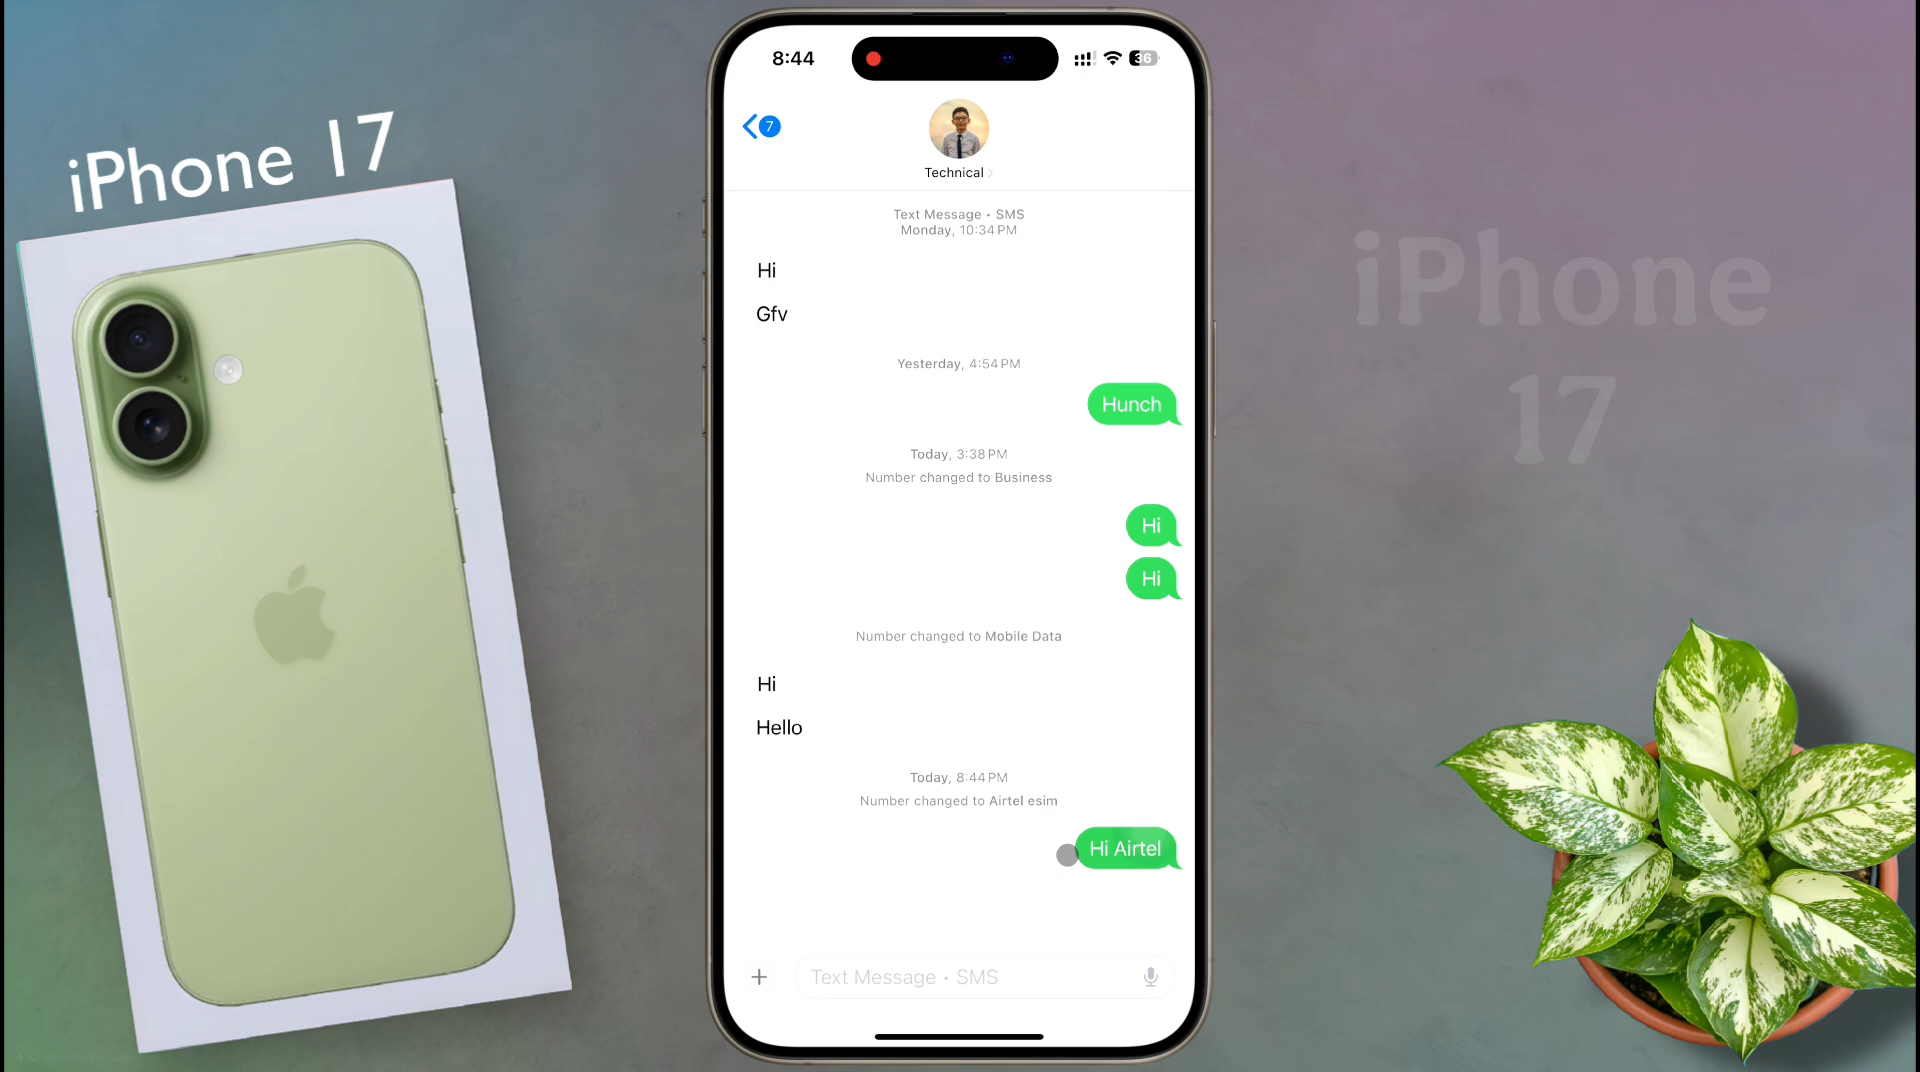 iPhone 17
8:44
36
7
Technical
Text Message • SMS
Monday, 10:34 PM
Hi
Gfv
Yesterday, 4:54 PM
Hunch
Today, 3:38 PM
Number changed to Business
Hi
Hi
Number changed to Mobile Data
Hi
Hello
Today, 8:44 PM
Number changed to Airtel esim
Hi Airtel
Text Message • SMS
iPhone
17